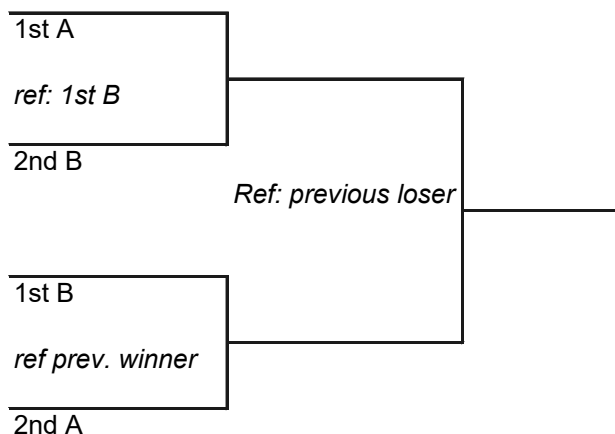 1st A
ref: 1st B
2nd B
Ref: previous loser
1st B
ref prev. winner
2nd A